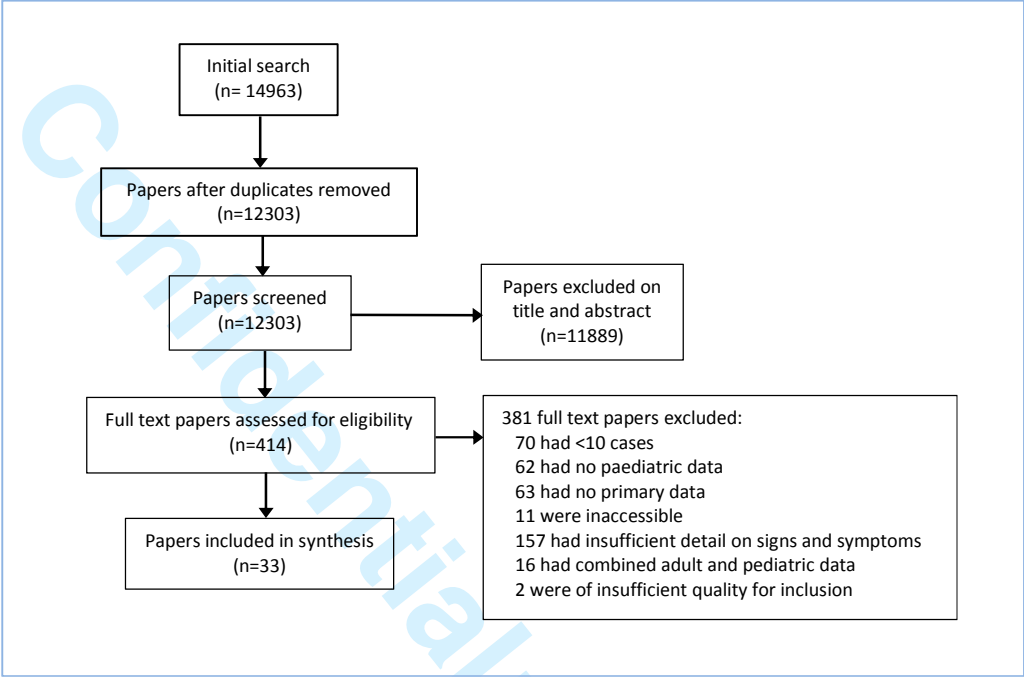 Initial search
(n= 14963)
Papers after duplicates removed
(n=12303)
Papers screened
(n=12303)
Papers excluded on
title and abstract
(n=11889)
Full text papers assessed for eligibility
(n=414)
381 full text papers excluded:
70 had <10 cases
62 had no paediatric data
63 had no primary data
11 were inaccessible
157 had insufficient detail on signs and symptoms
16 had combined adult and pediatric data
2 were of insufficient quality for inclusion
Papers included in synthesis
(n=33)
Confidential